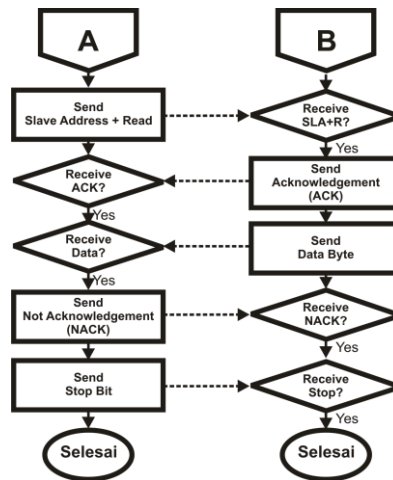 A
B
Send
Slave Address + Read
Receive
SLA+R?
Yes
Receive
ACK?
Send
Acknowledgement
(ACK)
Yes
Receive
Data?
Send
Data Byte
Yes
Send
Not Acknowledgement
(NACK)
Receive
NACK?
Yes
Send
Stop Bit
Receive
Stop?
Yes
Selesai
Selesai